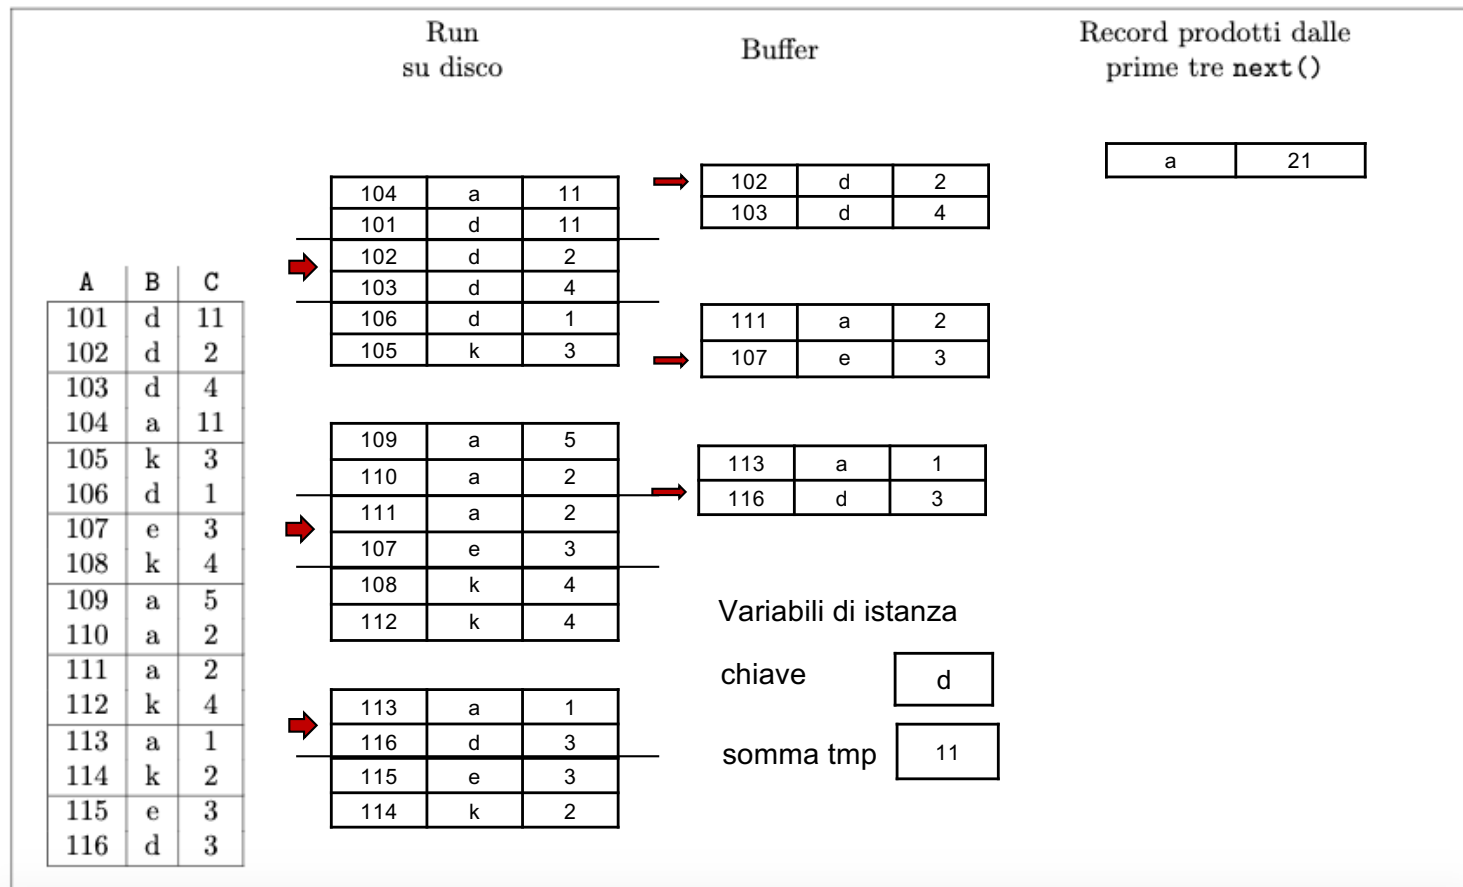 Run
su disco
Buffer
Record prodotti dalle
prime tre next()
A B C
101 d 11
102 d 2
103 d 4
104 a 11
105 k 3
106 d 1
107 e 3
108 k 4
109 a 5
110 a 2
111 a 2
112 k 4
113 a 1
114 k 2
115 e 3
116 d 3
104 a 11
101 d 11
102 d 2
103 d 4
106 d 1
105 k 3
109 a 5
110 a 2
111 a 2
107 e 3
108 k 4
112 k 4
113 a 1
116 d 3
115 e 3
114 k 2
102 d 2
103 d 4
111 a 2
107 e 3
113 a 1
116 d 3
Variabili di istanza
chiave d
somma tmp 11
a 21